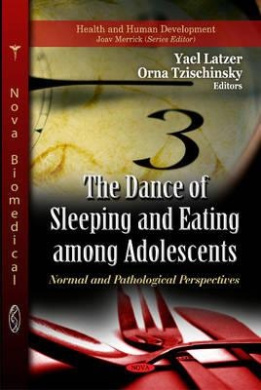 Health and Human Development
Joav Merrick (Series Editor)
Yael Latzer
Orna Tzischinsky
Editors
Nova Biomedical
3
The Dance of
Sleeping and Eating
among Adolescents
Normal and Pathological Perspectives
NOVA